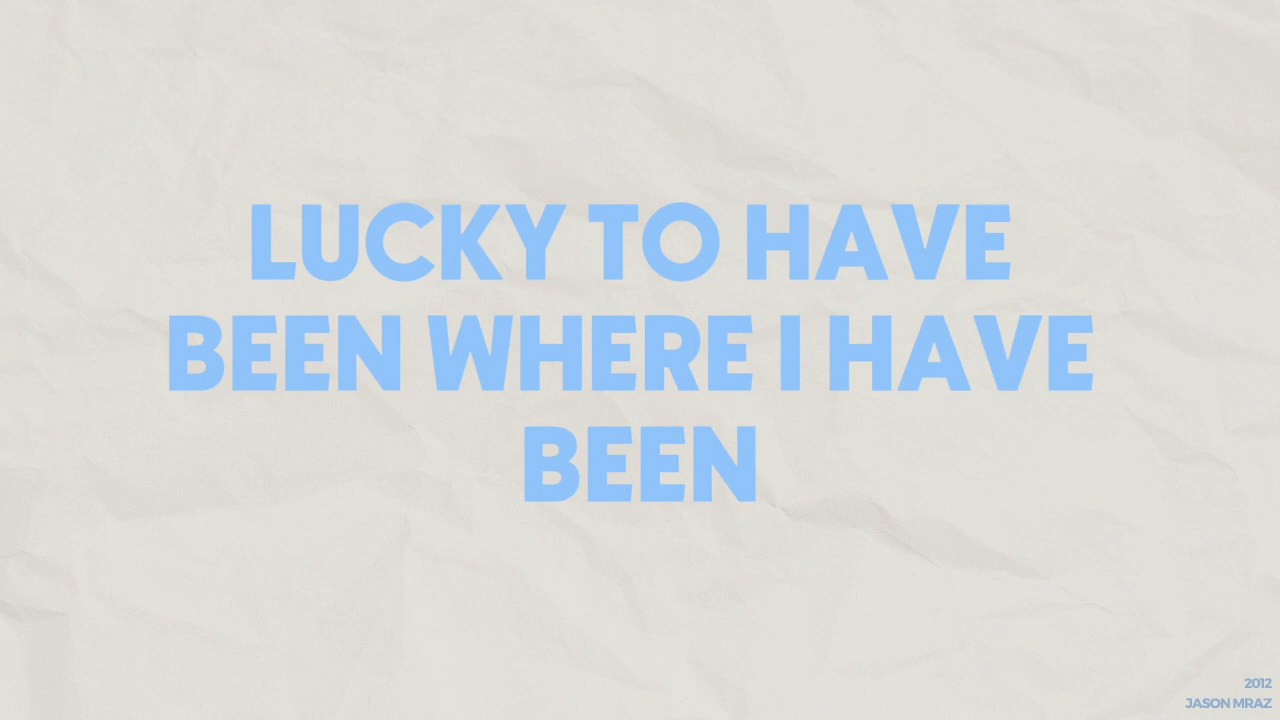 LUCKY TO HAVE
BEEN WHERE I HAVE
BEEN
2012
JASON MRAZ